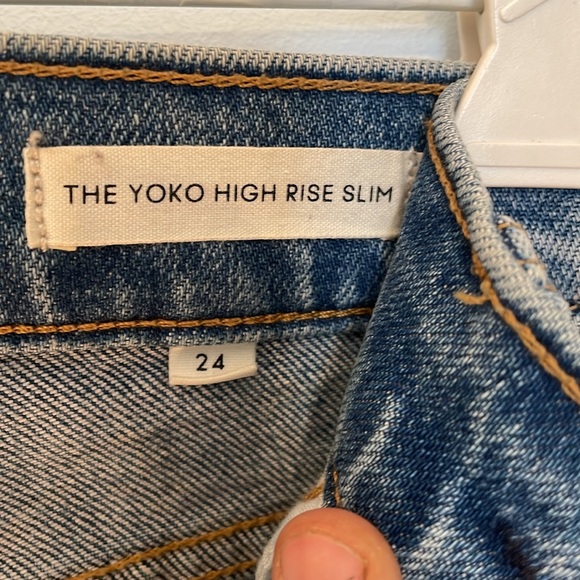 THE YOKO HIGH RISE SLIM
24